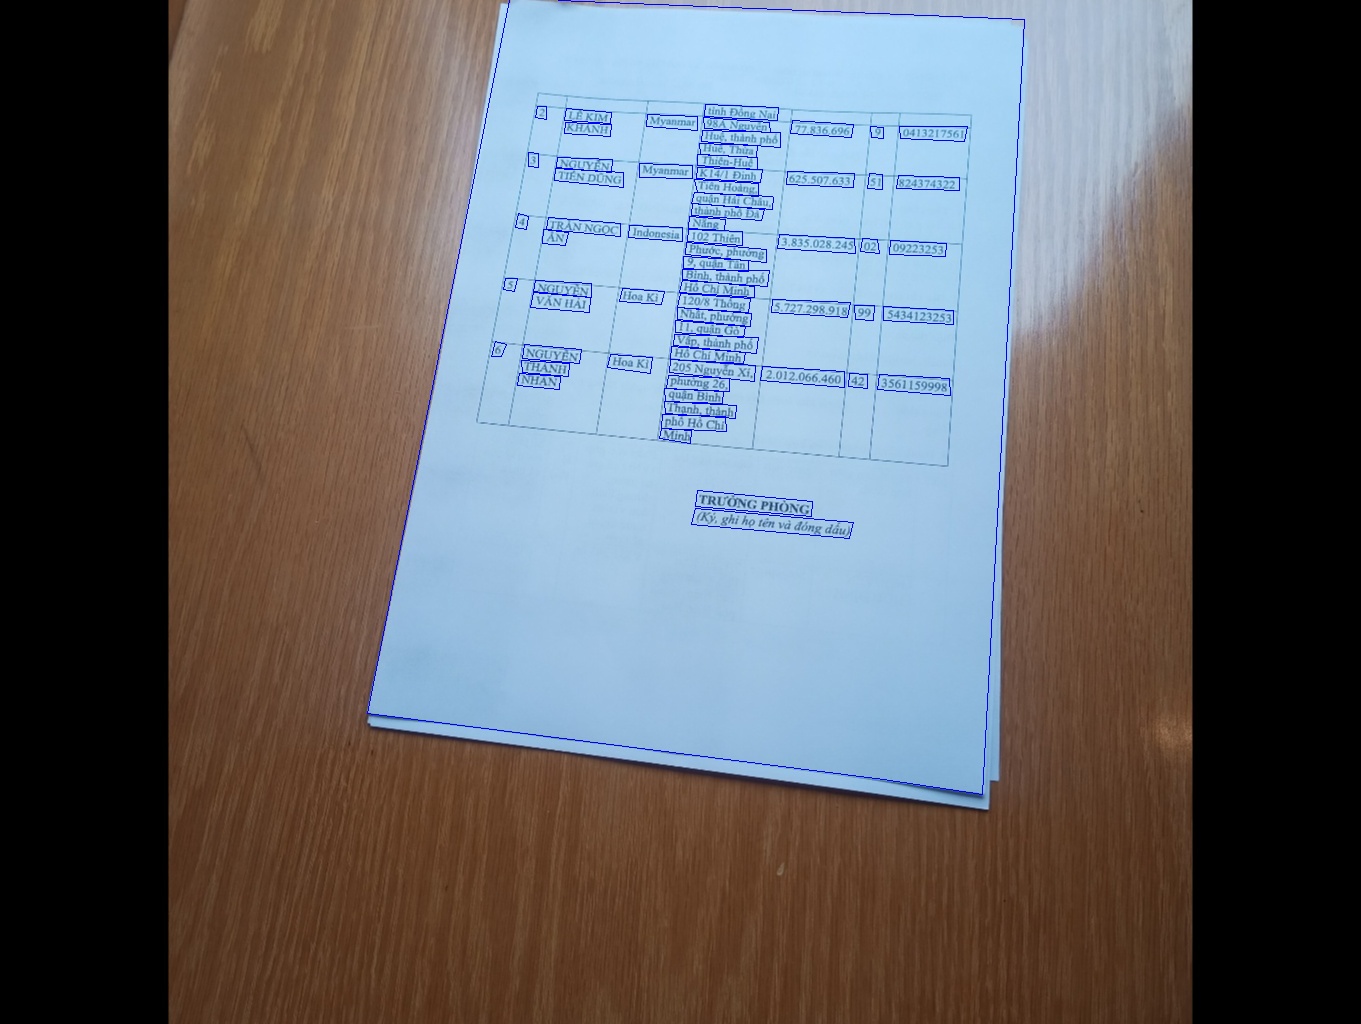 tỉnh Đồng Nai
2 LÊ KIM KHÁNH Myanmar 98A Nguyễn Huệ, thành phố Huế, Thừa Thiên-Huế 77.836.696 9 0413217561
3 NGUYỄN TIẾN DŨNG Myanmar K14/1 Đinh Tiên Hoàng, quận Hải Châu, thành phố Đà Nẵng 625.507.633 51 824374322
4 TRẦN NGỌC ẨN Indonesia 102 Thiên Phước, phường 9, quận Tân Bình, thành phố Hồ Chí Minh 3.835.028.245 02 09223253
5 NGUYỄN VĂN HẢI Hoa Kì 120/8 Thống Nhất, phường 11, quận Gò Vấp, thành phố Hồ Chí Minh 5.727.298.918 99 5434123253
6 NGUYỄN THÀNH NHÂN Hoa Kì 205 Nguyễn Xí, phường 26, quận Bình Thạnh, thành phố Hồ Chí Minh 2.012.066.460 42 3561159998
TRƯỞNG PHÒNG
(Ký, ghi họ tên và đóng dấu)